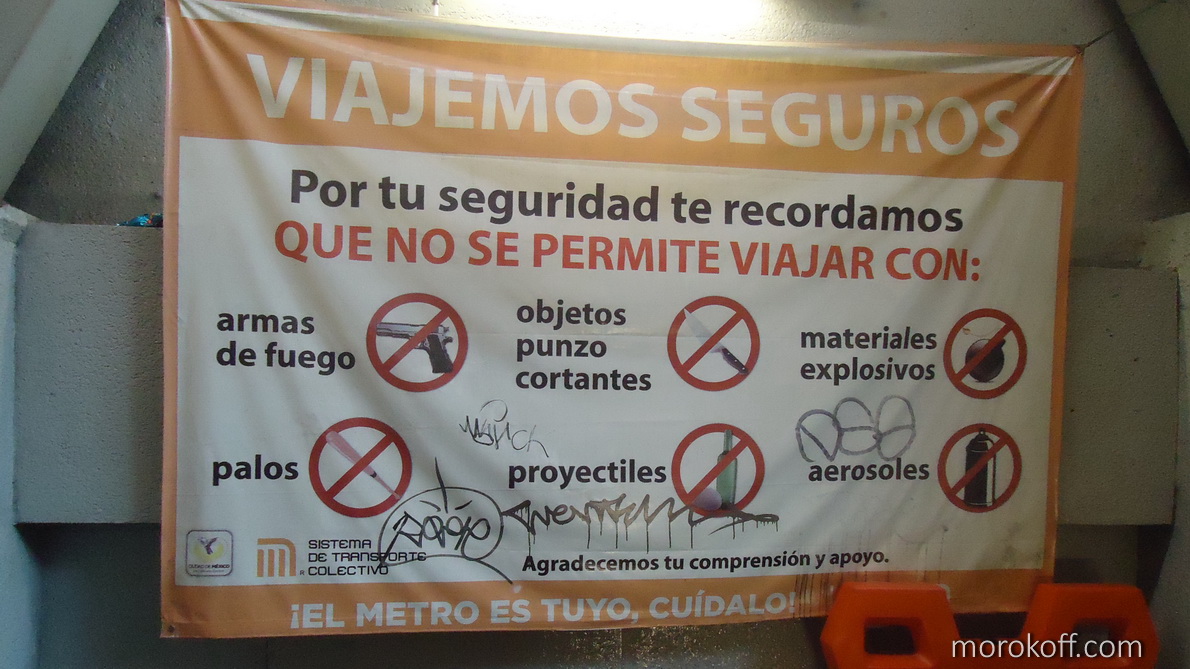 VIAJEMOS SEGUROS
Por tu seguridad te recordamos
QUE NO SE PERMITE VIAJAR CON:
armas
de fuego
objetos
punzo
cortantes
materiales
explosivos
palos
proyectiles
aerosoles
SISTEMA
DE TRANSPORTE
COLECTIVO
Agradecemos tu comprensión y apoyo.
¡EL METRO ES TUYO, CUÍDALO!
morokoff.com